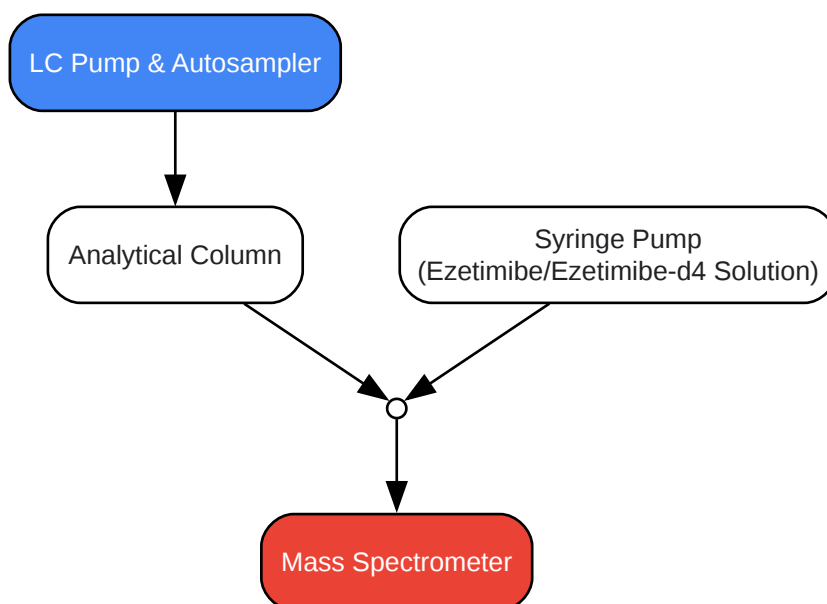 LC Pump & Autosampler
Analytical Column
Syringe Pump
(Ezetimibe/Ezetimibe-d4 Solution)
Mass Spectrometer